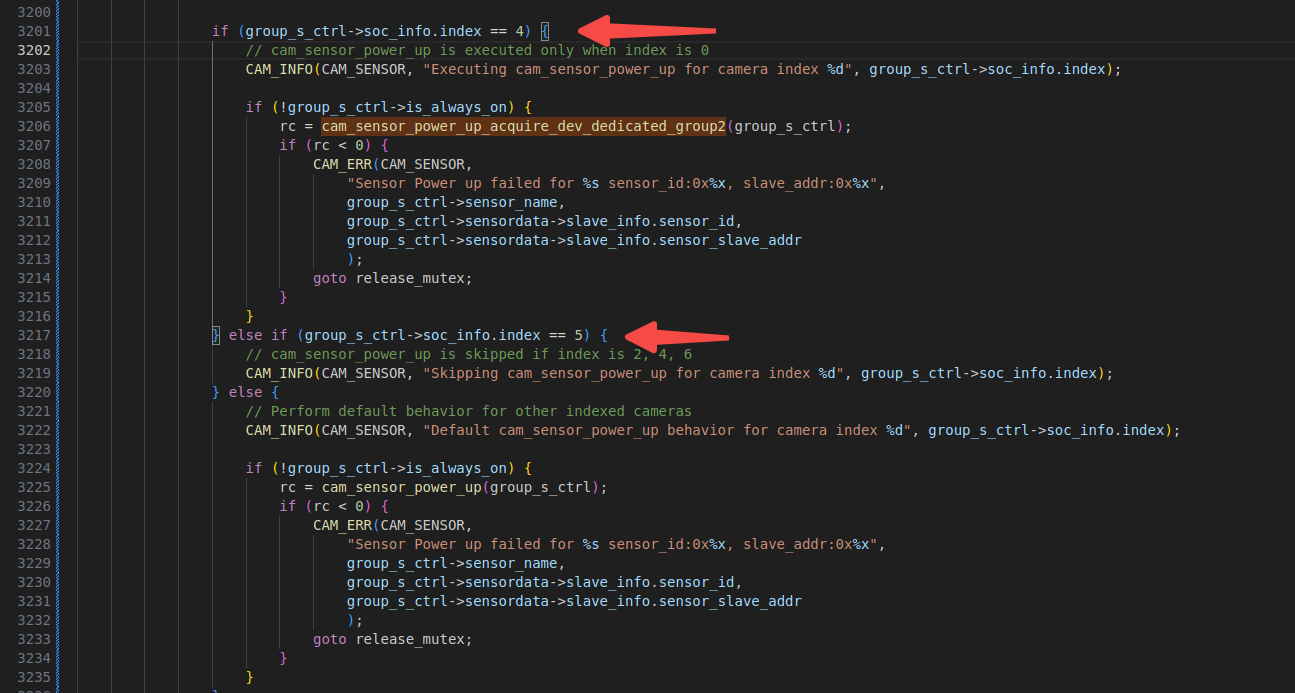 3200
3201 if (group_s_ctrl->soc_info.index == 4) {
3202 // cam_sensor_power_up is executed only when index is 0
3203 CAM_INFO(CAM_SENSOR, "Executing cam_sensor_power_up for camera index %d", group_s_ctrl->soc_info.index);
3204
3205 if (!group_s_ctrl->is_always_on) {
3206 rc = cam_sensor_power_up_acquire_dev_dedicated_group2(group_s_ctrl);
3207 if (rc < 0) {
3208 CAM_ERR(CAM_SENSOR,
3209 "Sensor Power up failed for %s sensor_id:0x%x, slave_addr:0x%x",
3210 group_s_ctrl->sensor_name,
3211 group_s_ctrl->sensordata->slave_info.sensor_id,
3212 group_s_ctrl->sensordata->slave_info.sensor_slave_addr
3213 );
3214 goto release_mutex;
3215 }
3216 }
3217 } else if (group_s_ctrl->soc_info.index == 5) {
3218 // cam_sensor_power_up is skipped if index is 2, 4, 6
3219 CAM_INFO(CAM_SENSOR, "Skipping cam_sensor_power_up for camera index %d", group_s_ctrl->soc_info.index);
3220 } else {
3221 // Perform default behavior for other indexed cameras
3222 CAM_INFO(CAM_SENSOR, "Default cam_sensor_power_up behavior for camera index %d", group_s_ctrl->soc_info.index);
3223
3224 if (!group_s_ctrl->is_always_on) {
3225 rc = cam_sensor_power_up(group_s_ctrl);
3226 if (rc < 0) {
3227 CAM_ERR(CAM_SENSOR,
3228 "Sensor Power up failed for %s sensor_id:0x%x, slave_addr:0x%x",
3229 group_s_ctrl->sensor_name,
3230 group_s_ctrl->sensordata->slave_info.sensor_id,
3231 group_s_ctrl->sensordata->slave_info.sensor_slave_addr
3232 );
3233 goto release_mutex;
3234 }
3235 }